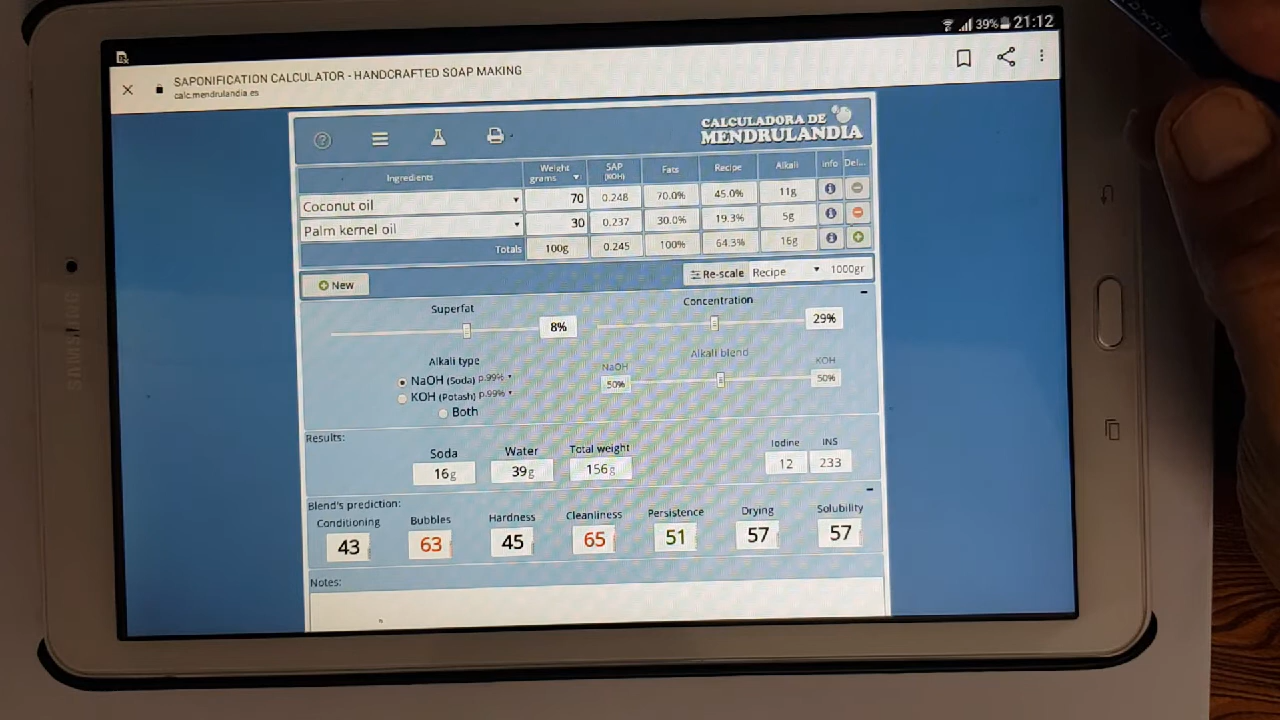 39% 21:12
SAPONIFICATION CALCULATOR - HANDCRAFTED SOAP MAKING
calc.mendrulandia.es
CALCULADORA DE
MENDRULANDIA
Ingredients Weight grams SAP (KOH) Fats Recipe Alkali Info Del...
Coconut oil 70 0.248 70.0% 45.0% 11g
Palm kernel oil 30 0.237 30.0% 19.3% 5g
Totals 100g 0.245 100% 64.3% 16g
New Re-scale Recipe 1000gr
Superfat Concentration
8% 29%
Alkali type Alkali blend
NaOH (Soda) p.99% NaOH KOH
KOH (Potash) p.99% 50% 50%
Both
Results:
Soda Water Total weight Iodine INS
16g 39g 156g 12 233
Blend's prediction:
Conditioning Bubbles Hardness Cleanliness Persistence Drying Solubility
43 63 45 65 51 57 57
Notes:
SAMSUNG